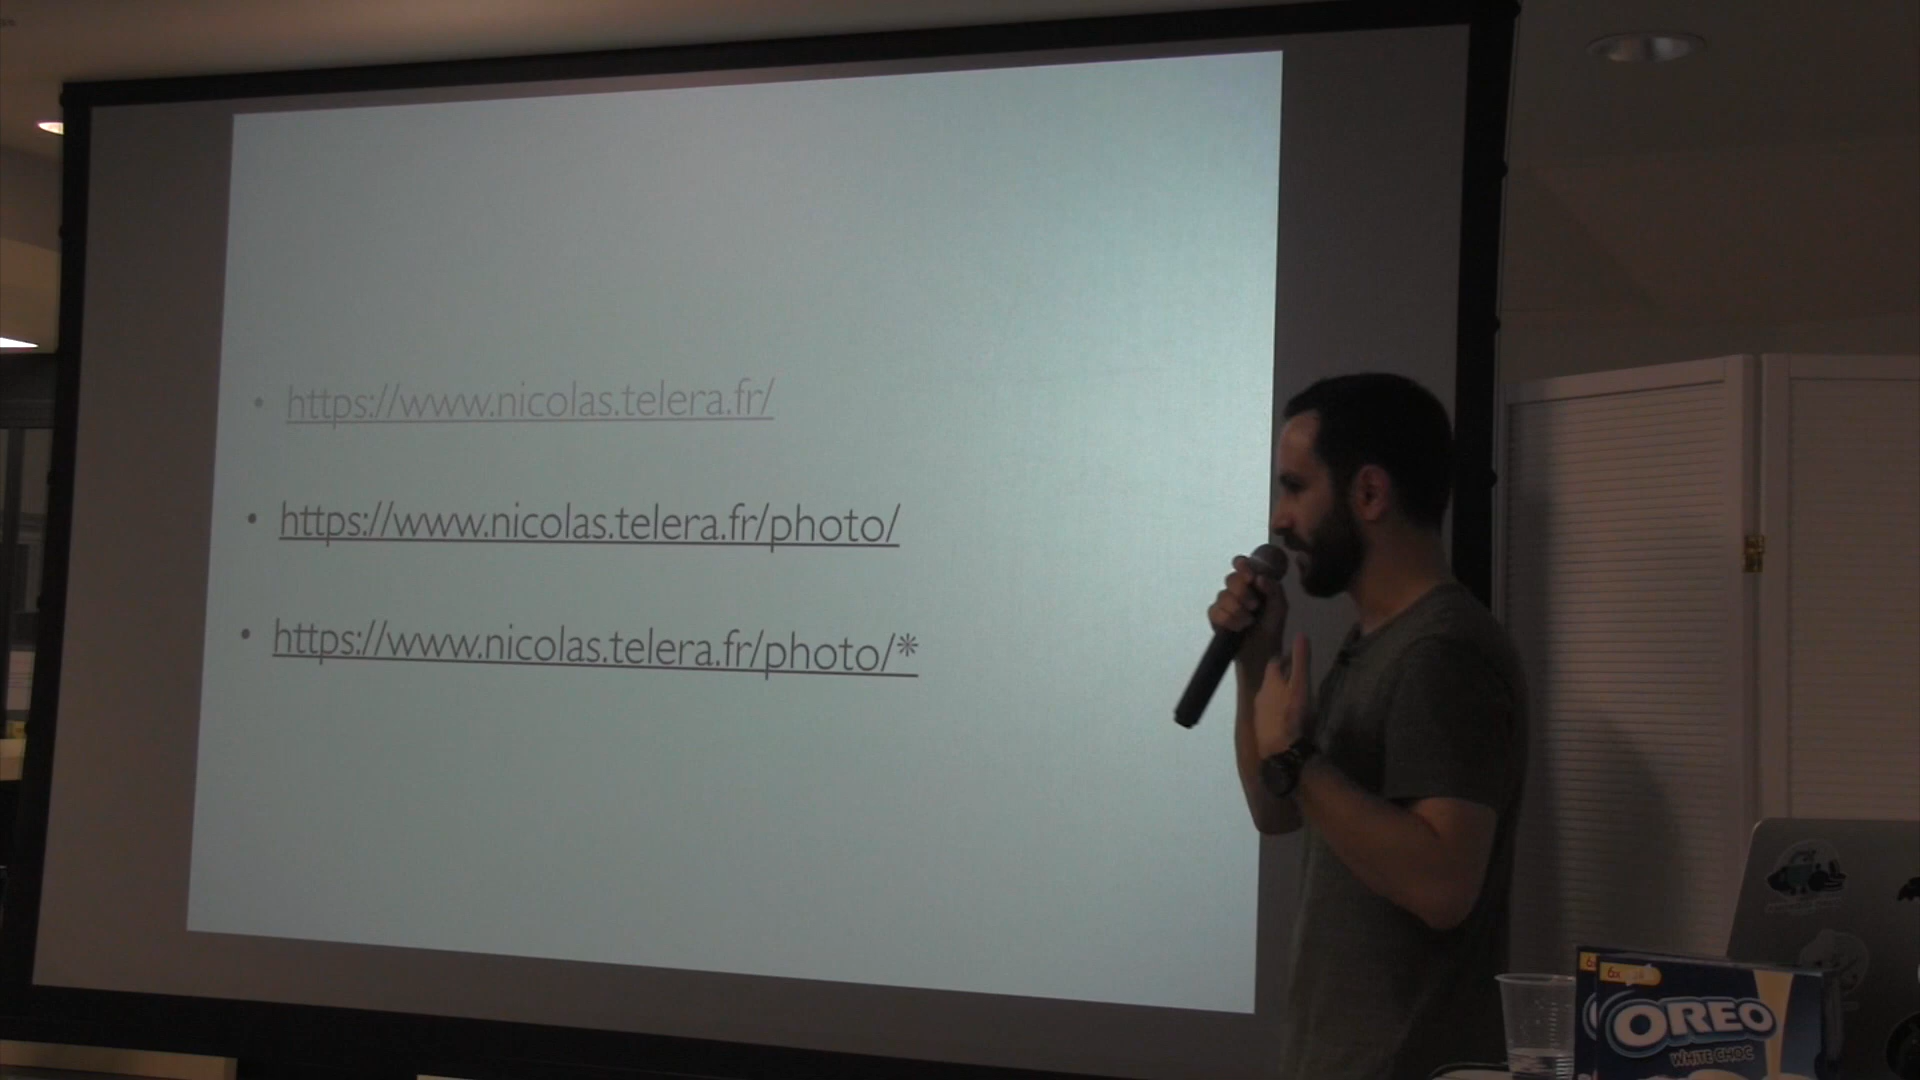 • https://www.nicolas.telera.fr/
• https://www.nicolas.telera.fr/photo/
• https://www.nicolas.telera.fr/photo/*
6x
OREO
WHITE CHOC